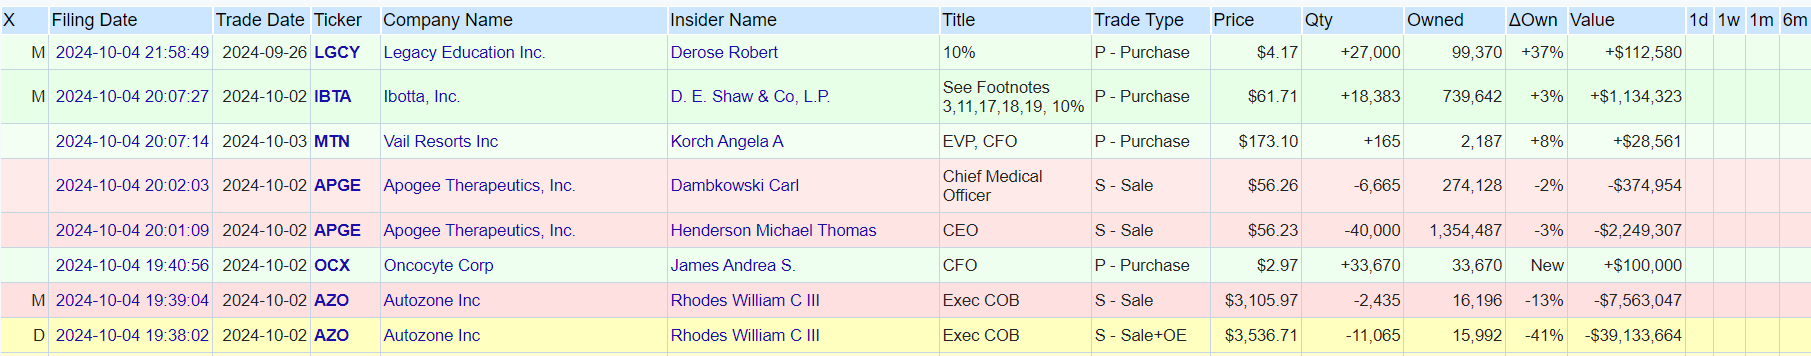 X Filing Date Trade Date Ticker Company Name Insider Name Title Trade Type Price Qty Owned ΔOwn Value 1d 1w 1m 6m
M 2024-10-04 21:58:49 2024-09-26 LGCY Legacy Education Inc. Derose Robert 10% P - Purchase $4.17 +27,000 99,370 +37% +$112,580
M 2024-10-04 20:07:27 2024-10-02 IBTA Ibotta, Inc. D. E. Shaw & Co, L.P. See Footnotes
3,11,17,18,19, 10% P - Purchase $61.71 +18,383 739,642 +3% +$1,134,323
2024-10-04 20:07:14 2024-10-03 MTN Vail Resorts Inc Korch Angela A EVP, CFO P - Purchase $173.10 +165 2,187 +8% +$28,561
2024-10-04 20:02:03 2024-10-02 APGE Apogee Therapeutics, Inc. Dambkowski Carl Chief Medical
Officer S - Sale $56.26 -6,665 274,128 -2% -$374,954
2024-10-04 20:01:09 2024-10-02 APGE Apogee Therapeutics, Inc. Henderson Michael Thomas CEO S - Sale $56.23 -40,000 1,354,487 -3% -$2,249,307
2024-10-04 19:40:56 2024-10-02 OCX Oncocyte Corp James Andrea S. CFO P - Purchase $2.97 +33,670 33,670 New +$100,000
M 2024-10-04 19:39:04 2024-10-02 AZO Autozone Inc Rhodes William C III Exec COB S - Sale $3,105.97 -2,435 16,196 -13% -$7,563,047
D 2024-10-04 19:38:02 2024-10-02 AZO Autozone Inc Rhodes William C III Exec COB S - Sale+OE $3,536.71 -11,065 15,992 -41% -$39,133,664